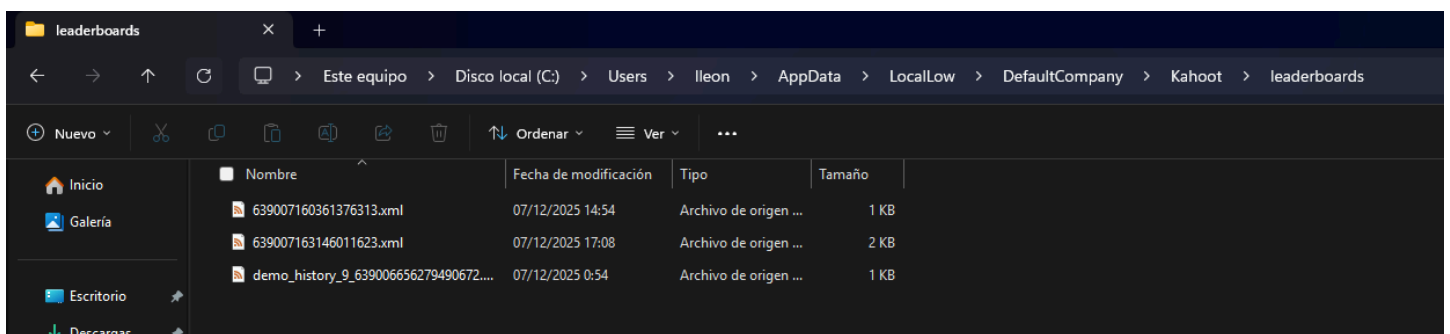 leaderboards
Este equipo > Disco local (C:) > Users > lleon > AppData > LocalLow > DefaultCompany > Kahoot > leaderboards
Nuevo Ordenar Ver ...
Inicio
Galería
Escritorio
Descargas
Nombre Fecha de modificación Tipo Tamaño
639007160361376313.xml 07/12/2025 14:54 Archivo de origen ... 1 KB
639007163146011623.xml 07/12/2025 17:08 Archivo de origen ... 2 KB
demo_history_9_639006656279490672.... 07/12/2025 0:54 Archivo de origen ... 1 KB